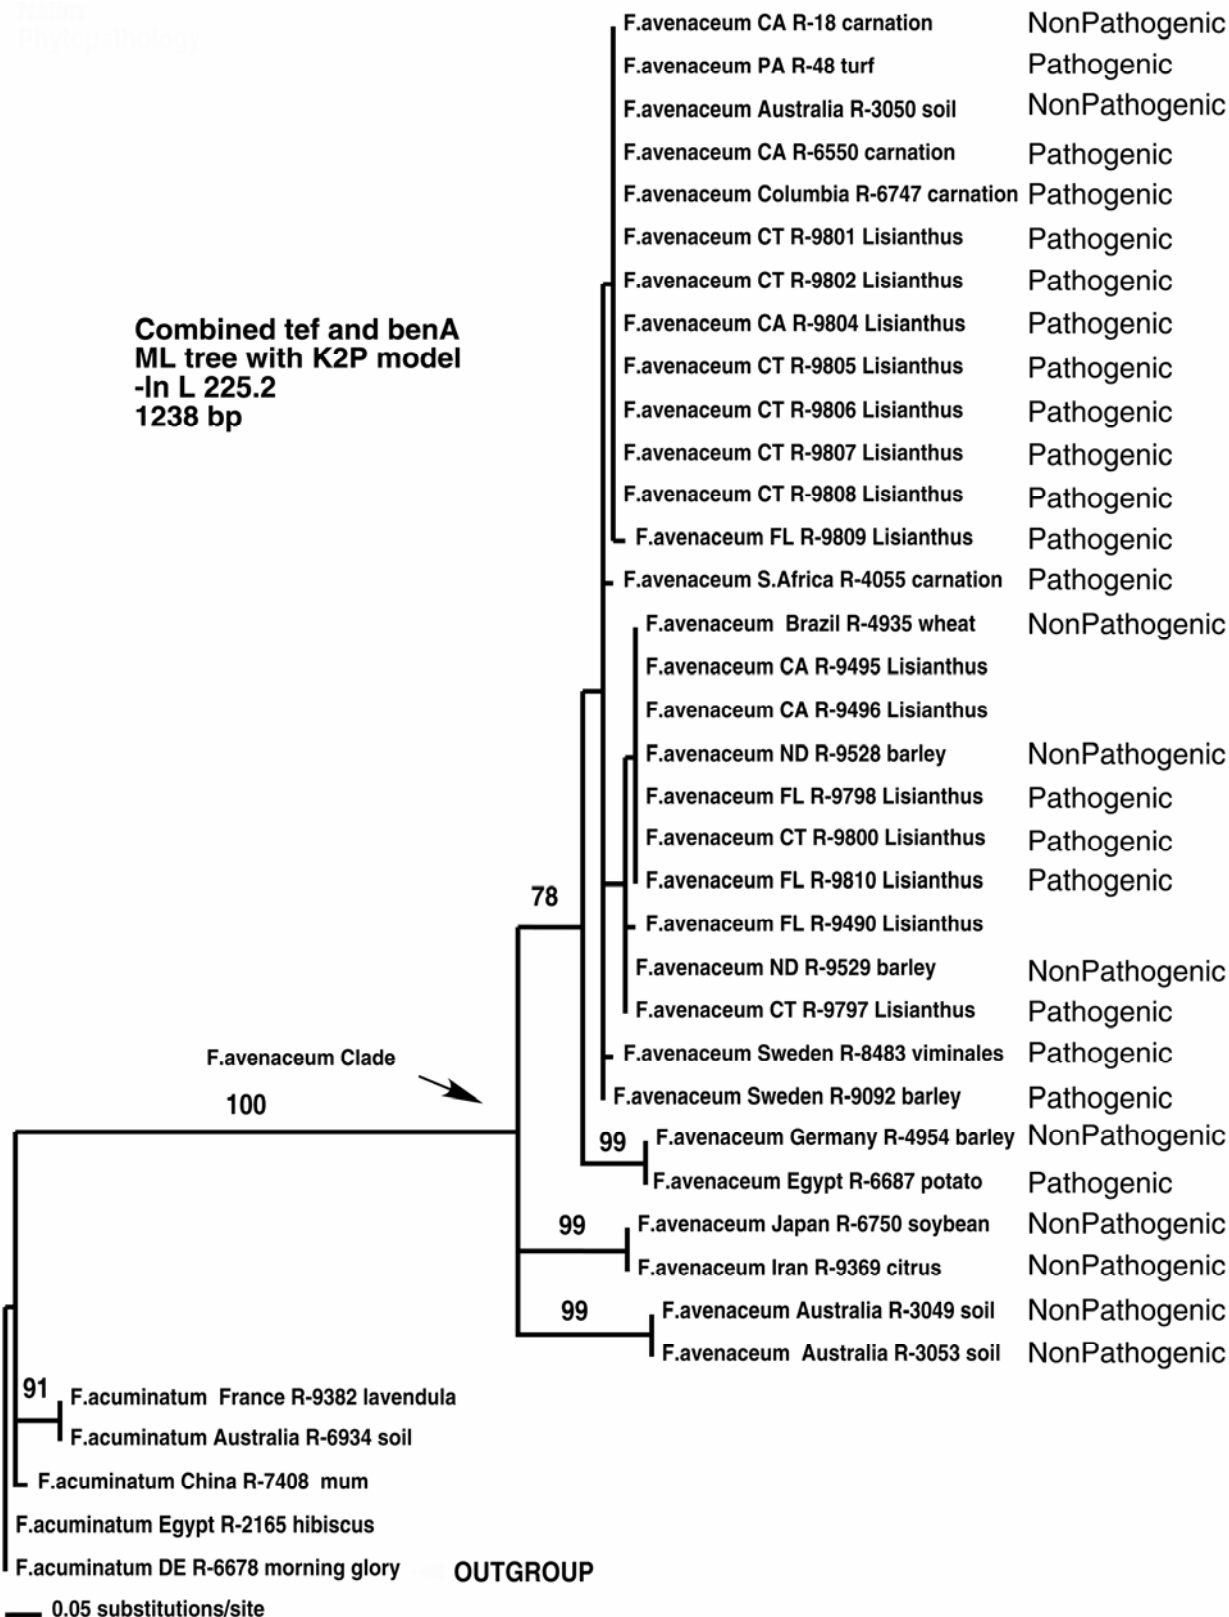 F.avenaceum CA R-18 carnation NonPathogenic
F.avenaceum PA R-48 turf Pathogenic
F.avenaceum Australia R-3050 soil NonPathogenic
F.avenaceum CA R-6550 carnation Pathogenic
F.avenaceum Columbia R-6747 carnation Pathogenic
F.avenaceum CT R-9801 Lisianthus Pathogenic
F.avenaceum CT R-9802 Lisianthus Pathogenic
F.avenaceum CA R-9804 Lisianthus Pathogenic
F.avenaceum CT R-9805 Lisianthus Pathogenic
F.avenaceum CT R-9806 Lisianthus Pathogenic
F.avenaceum CT R-9807 Lisianthus Pathogenic
F.avenaceum CT R-9808 Lisianthus Pathogenic
F.avenaceum FL R-9809 Lisianthus Pathogenic
Combined tef and benA
ML tree with K2P model
-ln L 225.2
1238 bp
F.avenaceum S.Africa R-4055 carnation Pathogenic
F.avenaceum Brazil R-4935 wheat NonPathogenic
F.avenaceum CA R-9495 Lisianthus
F.avenaceum CA R-9496 Lisianthus
F.avenaceum ND R-9528 barley NonPathogenic
F.avenaceum FL R-9798 Lisianthus Pathogenic
F.avenaceum CT R-9800 Lisianthus Pathogenic
F.avenaceum FL R-9810 Lisianthus Pathogenic
78
F.avenaceum FL R-9490 Lisianthus
F.avenaceum ND R-9529 barley NonPathogenic
F.avenaceum CT R-9797 Lisianthus Pathogenic
F.avenaceum Sweden R-8483 viminales Pathogenic
F.avenaceum Clade
F.avenaceum Sweden R-9092 barley Pathogenic
100
99 F.avenaceum Germany R-4954 barley NonPathogenic
F.avenaceum Egypt R-6687 potato Pathogenic
99 F.avenaceum Japan R-6750 soybean NonPathogenic
F.avenaceum Iran R-9369 citrus NonPathogenic
99 F.avenaceum Australia R-3049 soil NonPathogenic
F.avenaceum Australia R-3053 soil NonPathogenic
91 F.acuminatum France R-9382 lavendula
F.acuminatum Australia R-6934 soil
F.acuminatum China R-7408 mum
F.acuminatum Egypt R-2165 hibiscus
F.acuminatum DE R-6678 morning glory OUTGROUP
0.05 substitutions/site